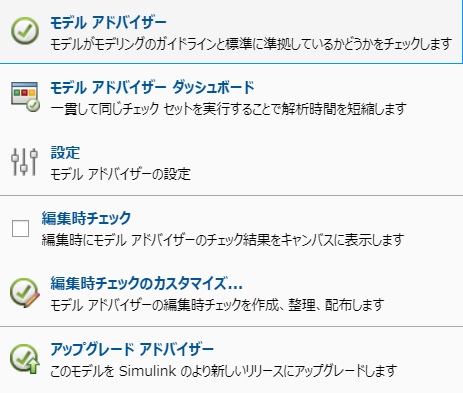 モデル アドバイザー
モデルがモデリングのガイドラインと標準に準拠しているかどうかをチェックします
モデル アドバイザー ダッシュボード
一貫して同じチェック セットを実行することで解析時間を短縮します
設定
モデル アドバイザーの設定
編集時チェック
編集時にモデル アドバイザーのチェック結果をキャンバスに表示します
編集時チェックのカスタマイズ...
モデル アドバイザーの編集時チェックを作成、整理、配布します
アップグレード アドバイザー
このモデルを Simulink のより新しいリリースにアップグレードします